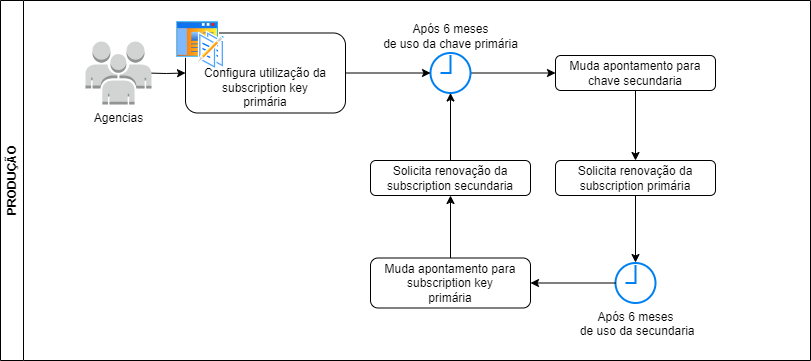 PRODUÇÃO
Agencias
Configura utilização da
subscription key
primária
Após 6 meses
de uso da chave primária
Muda apontamento para
chave secundaria
Solicita renovação da
subscription primária
Após 6 meses
de uso da secundaria
Muda apontamento para
subscription key
primária
Solicita renovação da
subscription secundaria